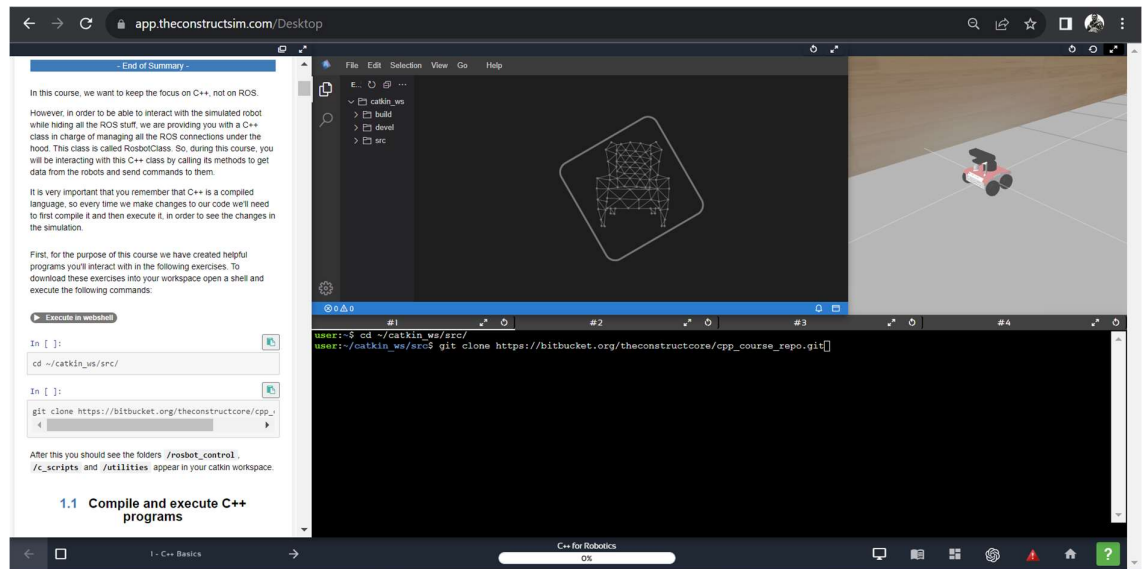 app.theconstructsim.com/Desktop
- End of Summary -
In this course, we want to keep the focus on C++, not on ROS.
However, in order to be able to interact with the simulated robot
while hiding all the ROS stuff, we are providing you with a C++
class in charge of managing all the ROS connections under the
hood. This class is called RosbotClass. So, during this course, you
will be interacting with this C++ class by calling its methods to get
data from the robots and send commands to them.
It is very important that you remember that C++ is a compiled
language, so every time we make changes to our code we'll need
to first compile it and then execute it, in order to see the changes in
the simulation.
First, for the purpose of this course we have created helpful
programs you'll interact with in the following exercises. To
download these exercises into your workspace open a shell and
execute the following commands:
Execute in webshell
In [ ]:
cd ~/catkin_ws/src/
In [ ]:
git clone https://bitbucket.org/theconstructcore/cpp_
After this you should see the folders /rosbot_control ,
/c_scripts and /utilities appear in your catkin workspace.
1.1 Compile and execute C++
programs
File Edit Selection View Go Help
E...
catkin_ws
build
devel
src
0 0
#1 #2 #3 #4
user:~$ cd ~/catkin_ws/src/
user:~/catkin_ws/src$ git clone https://bitbucket.org/theconstructcore/cpp_course_repo.git
1 - C++ Basics
C++ for Robotics
0%
?